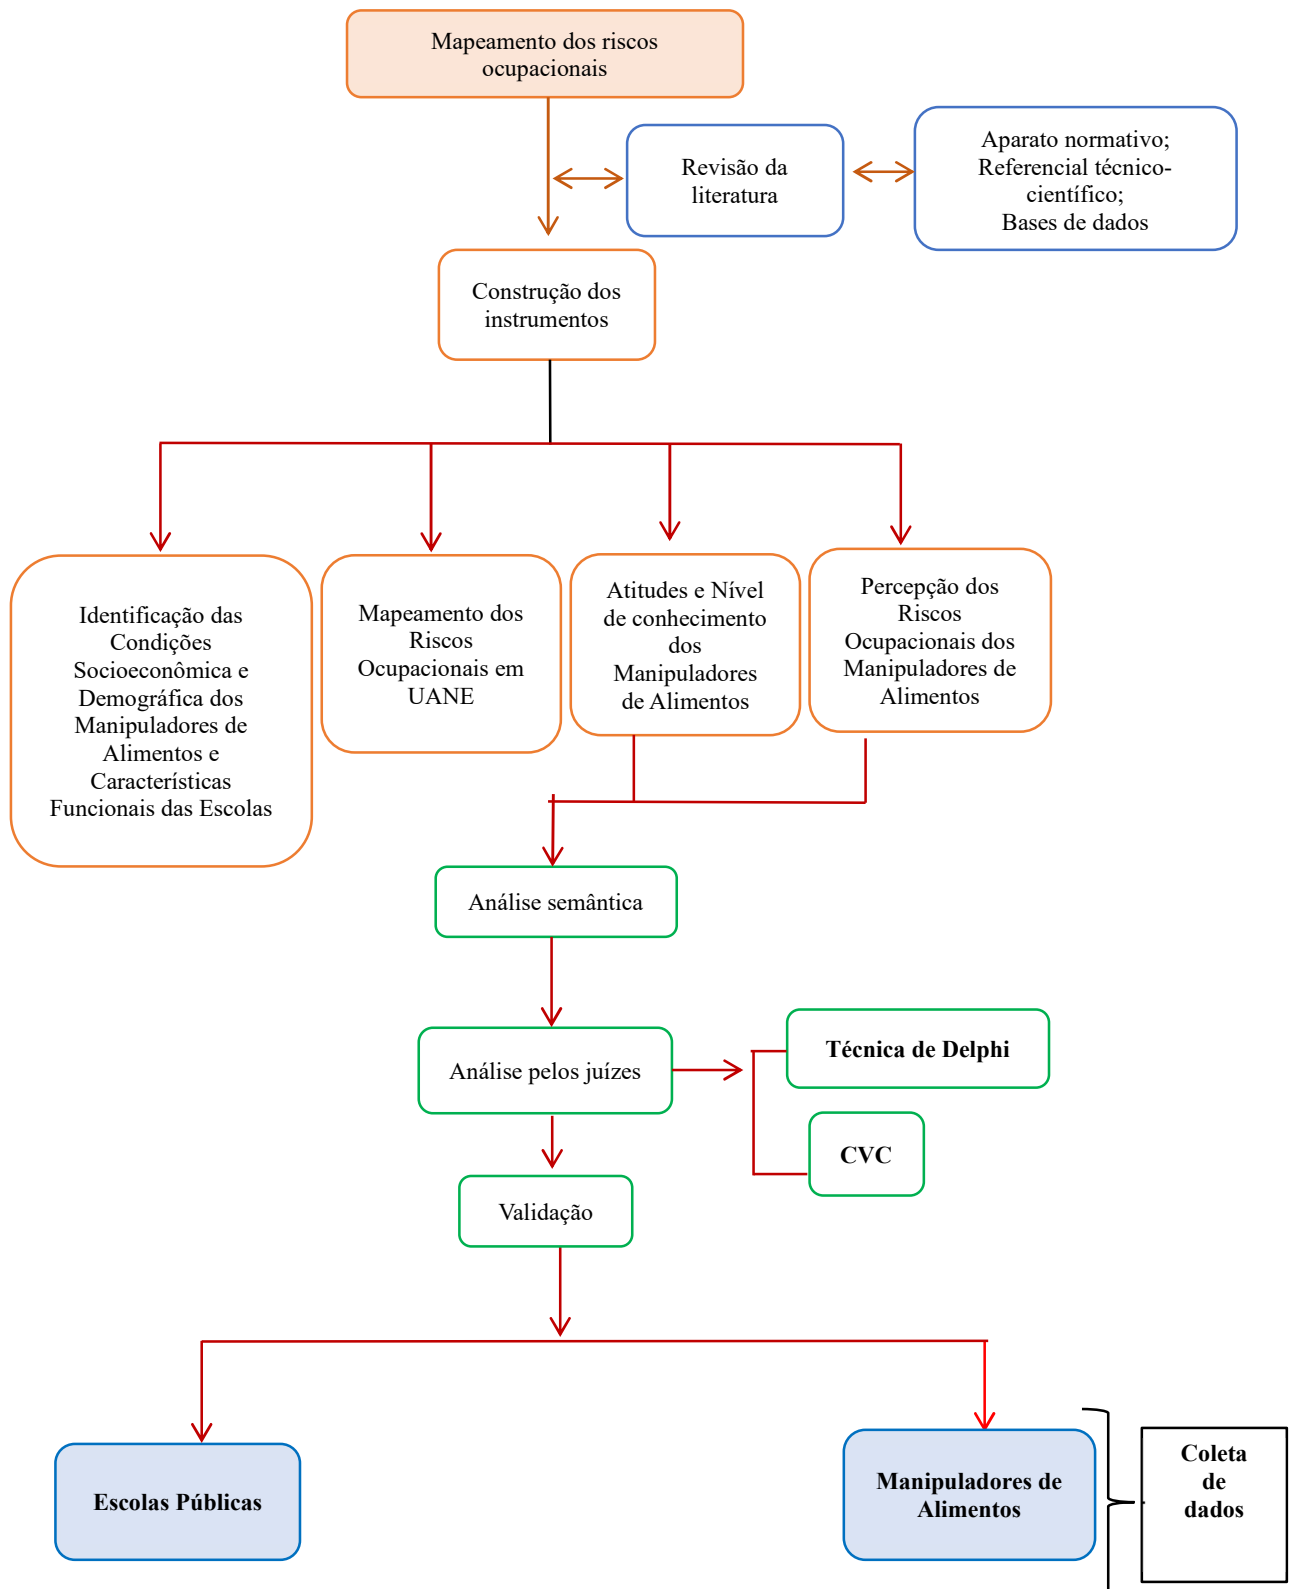 Mapeamento dos riscos
ocupacionais
Revisão da
literatura
Aparato normativo;
Referencial técnico-
científico;
Bases de dados
Construção dos
instrumentos
Identificação das
Condições
Socioeconômica e
Demográfica dos
Manipuladores de
Alimentos e
Característicás
Funcionais das Escolas
Mapeamento dos
Riscos
Ocupacionais em
UANE
Atitudes e Nível
de conhecimento
dos
Manipuladores
de Alimentos
Percepção dos
Riscos
Ocupacionais dos
Manipuladores de
Alimentos
Análise semântica
Análise pelos juízes
Técnica de Delphi
CVC
Validação
Escolas Públicas
Manipuladores de
Alimentos
Coleta
de
dados